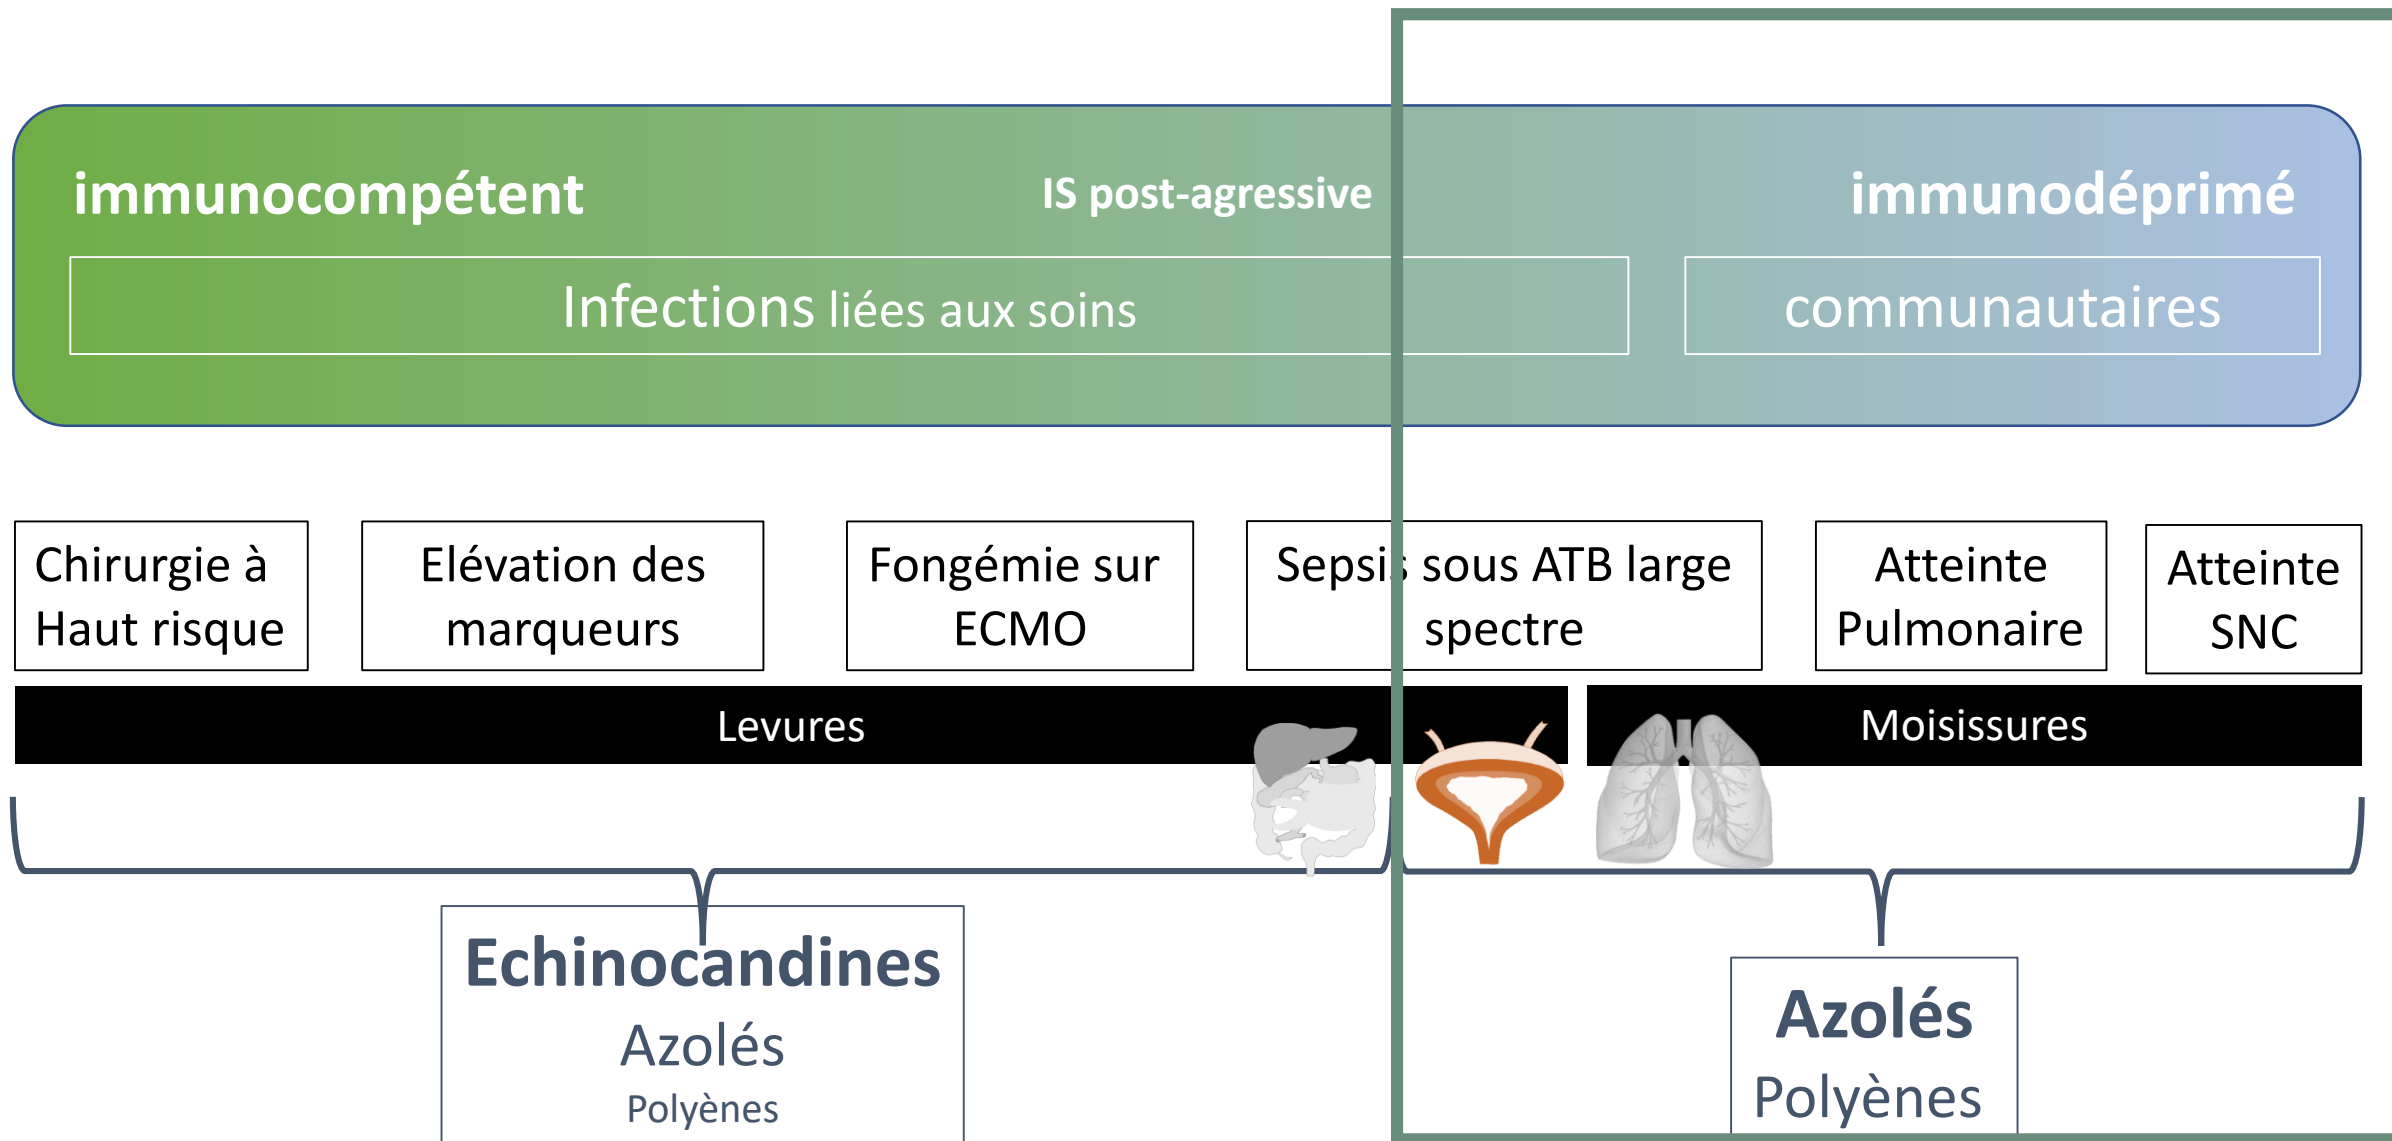 immunocompétent
IS post-agressive
immunodéprimé
Infections liées aux soins
communautaires
Chirurgie à
Haut risque
Elévation des
marqueurs
Fongémie sur
ECMO
Sepsis sous ATB large
spectre
Atteinte
Pulmonaire
Atteinte
SNC
Levures
Moisissures
Echinocandines
Azolés
Polyènes
Azolés
Polyènes